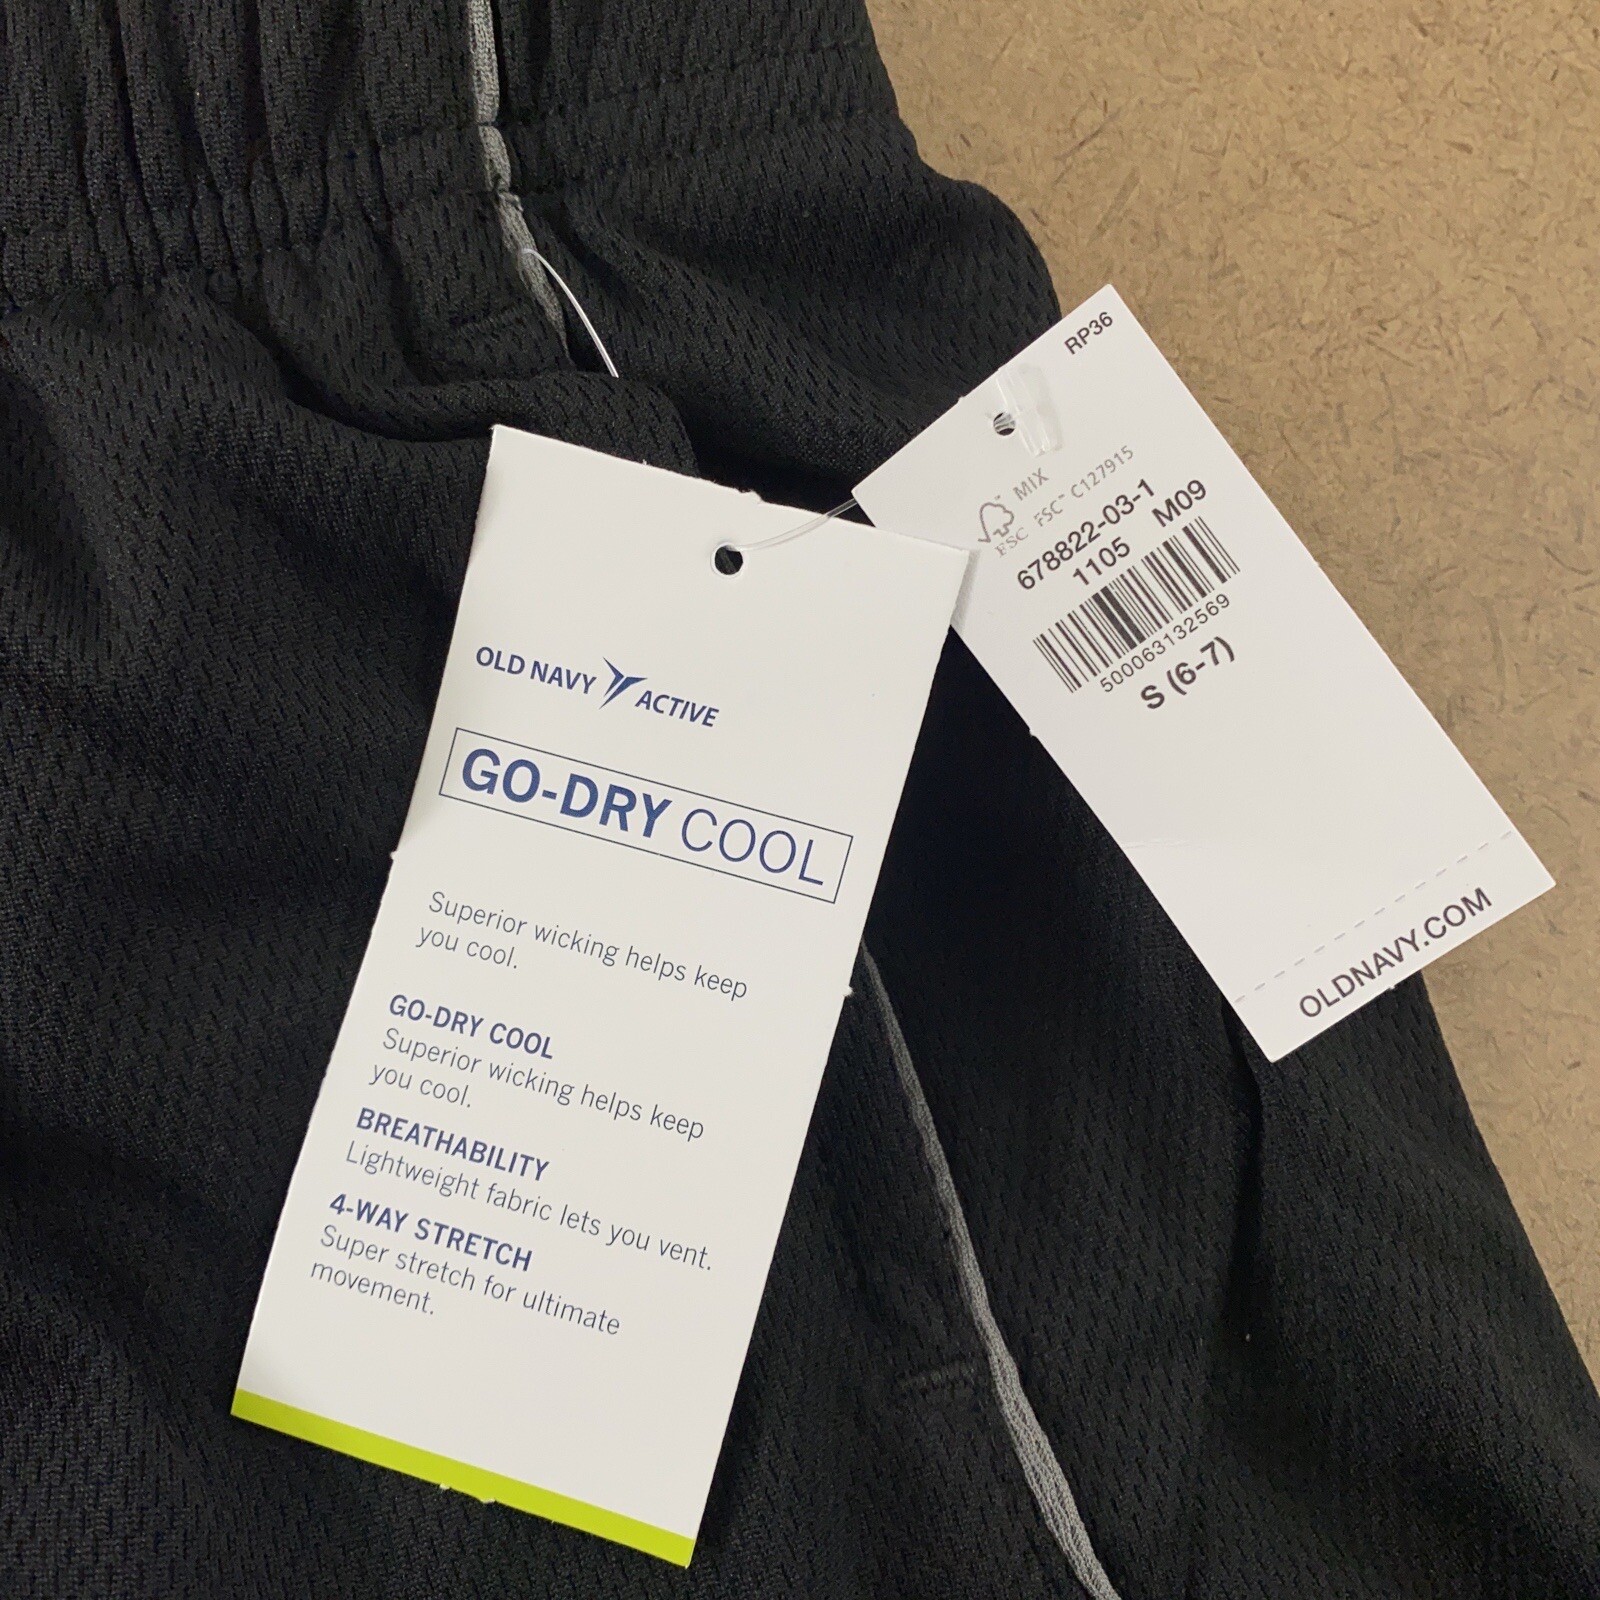 OLD NAVY ACTIVE
GO-DRY COOL
Superior wicking helps keep
you cool.
GO-DRY COOL
Superior wicking helps keep
you cool.
BREATHABILITY
Lightweight fabric lets you vent.
4-WAY STRETCH
Super stretch for ultimate
movement.
RP36
MIX
FSC FSC™ C127915
678822-03-1
1105 M09
500063132569
S (6-7)
OLDNAVY.COM